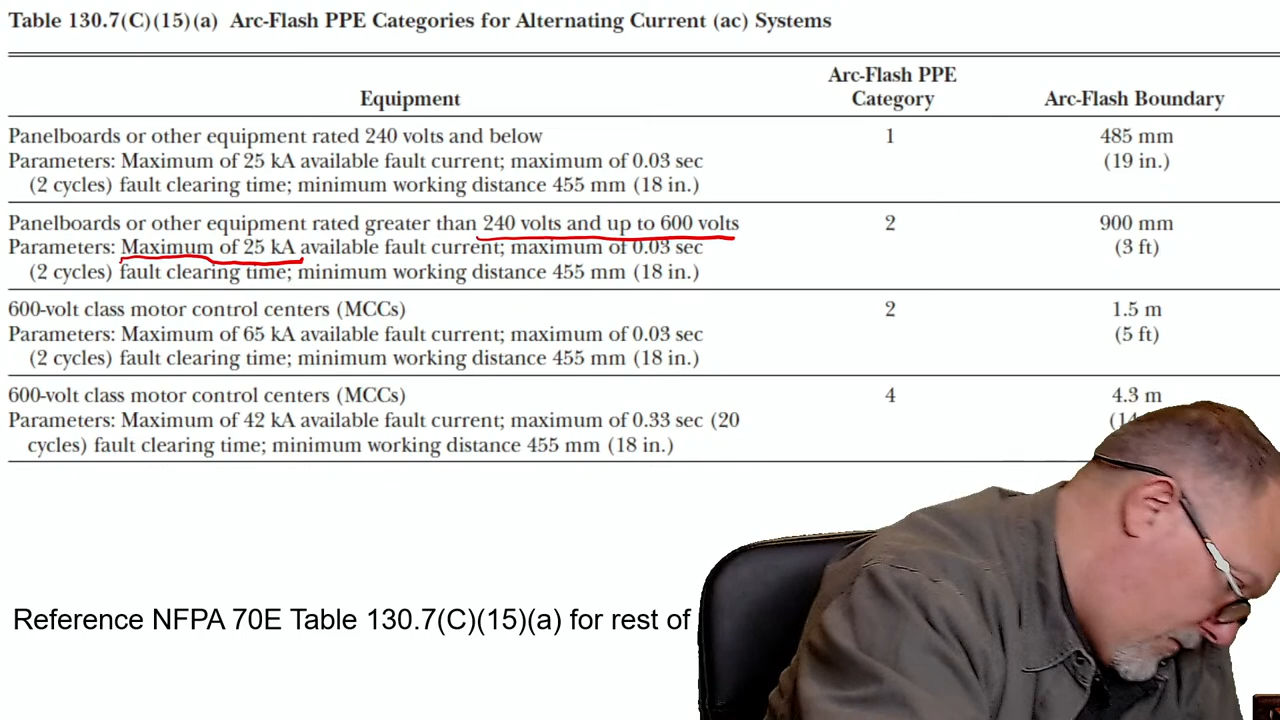 Table 130.7(C)(15)(a) Arc-Flash PPE Categories for Alternating Current (ac) Systems
Equipment
Arc-Flash PPE
Category
Arc-Flash Boundary
Panelboards or other equipment rated 240 volts and below
Parameters: Maximum of 25 kA available fault current; maximum of 0.03 sec
(2 cycles) fault clearing time; minimum working distance 455 mm (18 in.)
1
485 mm
(19 in.)
Panelboards or other equipment rated greater than 240 volts and up to 600 volts
Parameters: Maximum of 25 kA available fault current; maximum of 0.03 sec
(2 cycles) fault clearing time; minimum working distance 455 mm (18 in.)
2
900 mm
(3 ft)
600-volt class motor control centers (MCCs)
Parameters: Maximum of 65 kA available fault current; maximum of 0.03 sec
(2 cycles) fault clearing time; minimum working distance 455 mm (18 in.)
2
1.5 m
(5 ft)
600-volt class motor control centers (MCCs)
Parameters: Maximum of 42 kA available fault current; maximum of 0.33 sec (20
cycles) fault clearing time; minimum working distance 455 mm (18 in.)
4
4.3 m
Reference NFPA 70E Table 130.7(C)(15)(a) for rest of